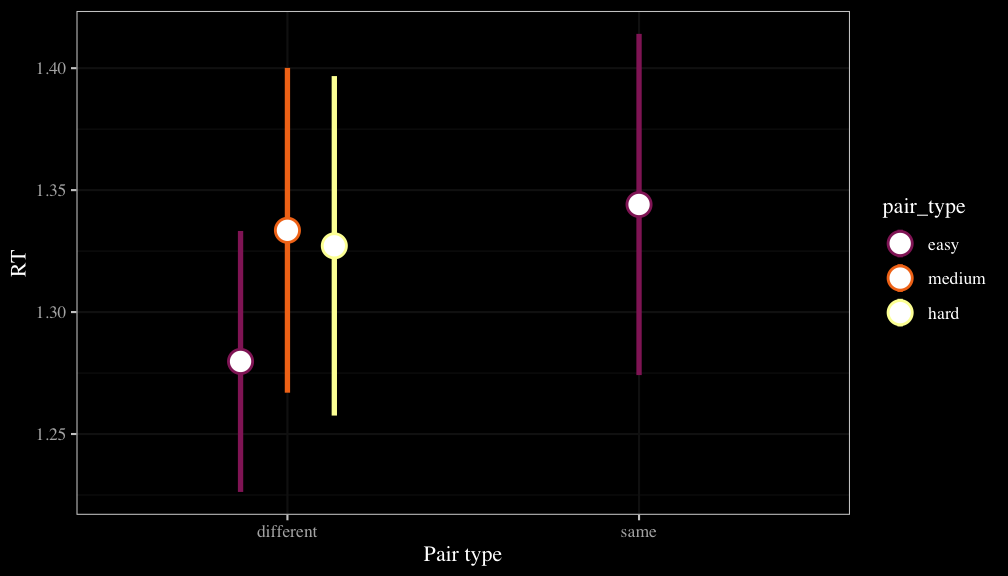 1.40
1.35
1.30
1.25
RT
different
same
Pair type
pair_type
easy
medium
hard